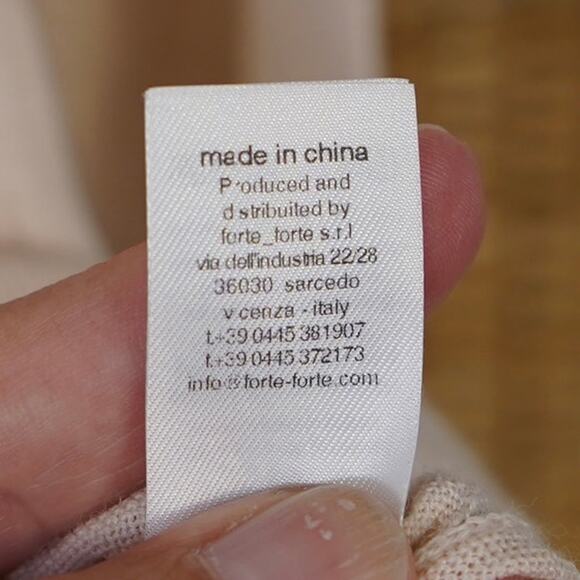 made in china
Produced and
distribuited by
forte_forte s.r.l
via dell'industria 22/28
36030 sarcedo
vicenza - italy
t.+39 0445 381907
t.+39 0445 372173
info@forte-forte.com